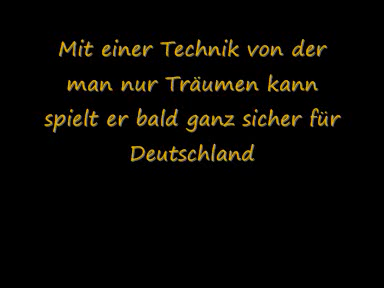 Mit einer Technik von der
man nur Träumen kann
spielt er bald ganz sicher für
Deutschland